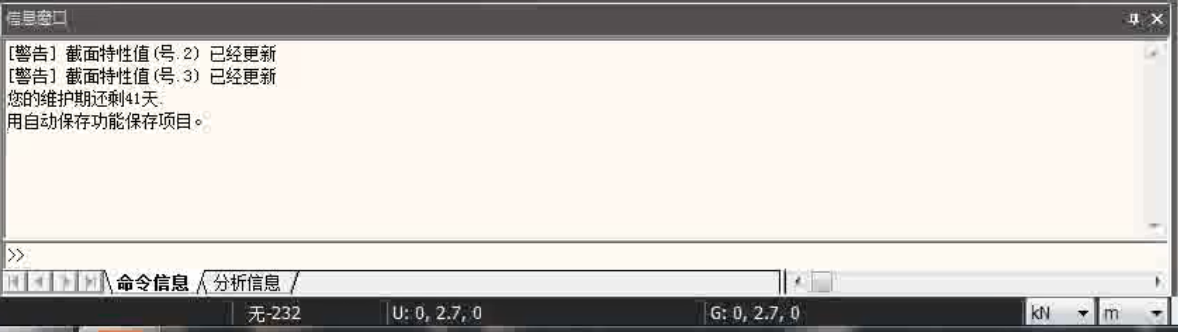 信息窗口
[警告] 截面特性值(号.2) 已经更新
[警告] 截面特性值(号.3) 已经更新
您的维护期还剩41天.
用自动保存功能保存项目。
>>
命令信息 分析信息
无-232 U: 0, 2.7, 0 G: 0, 2.7, 0 kN m